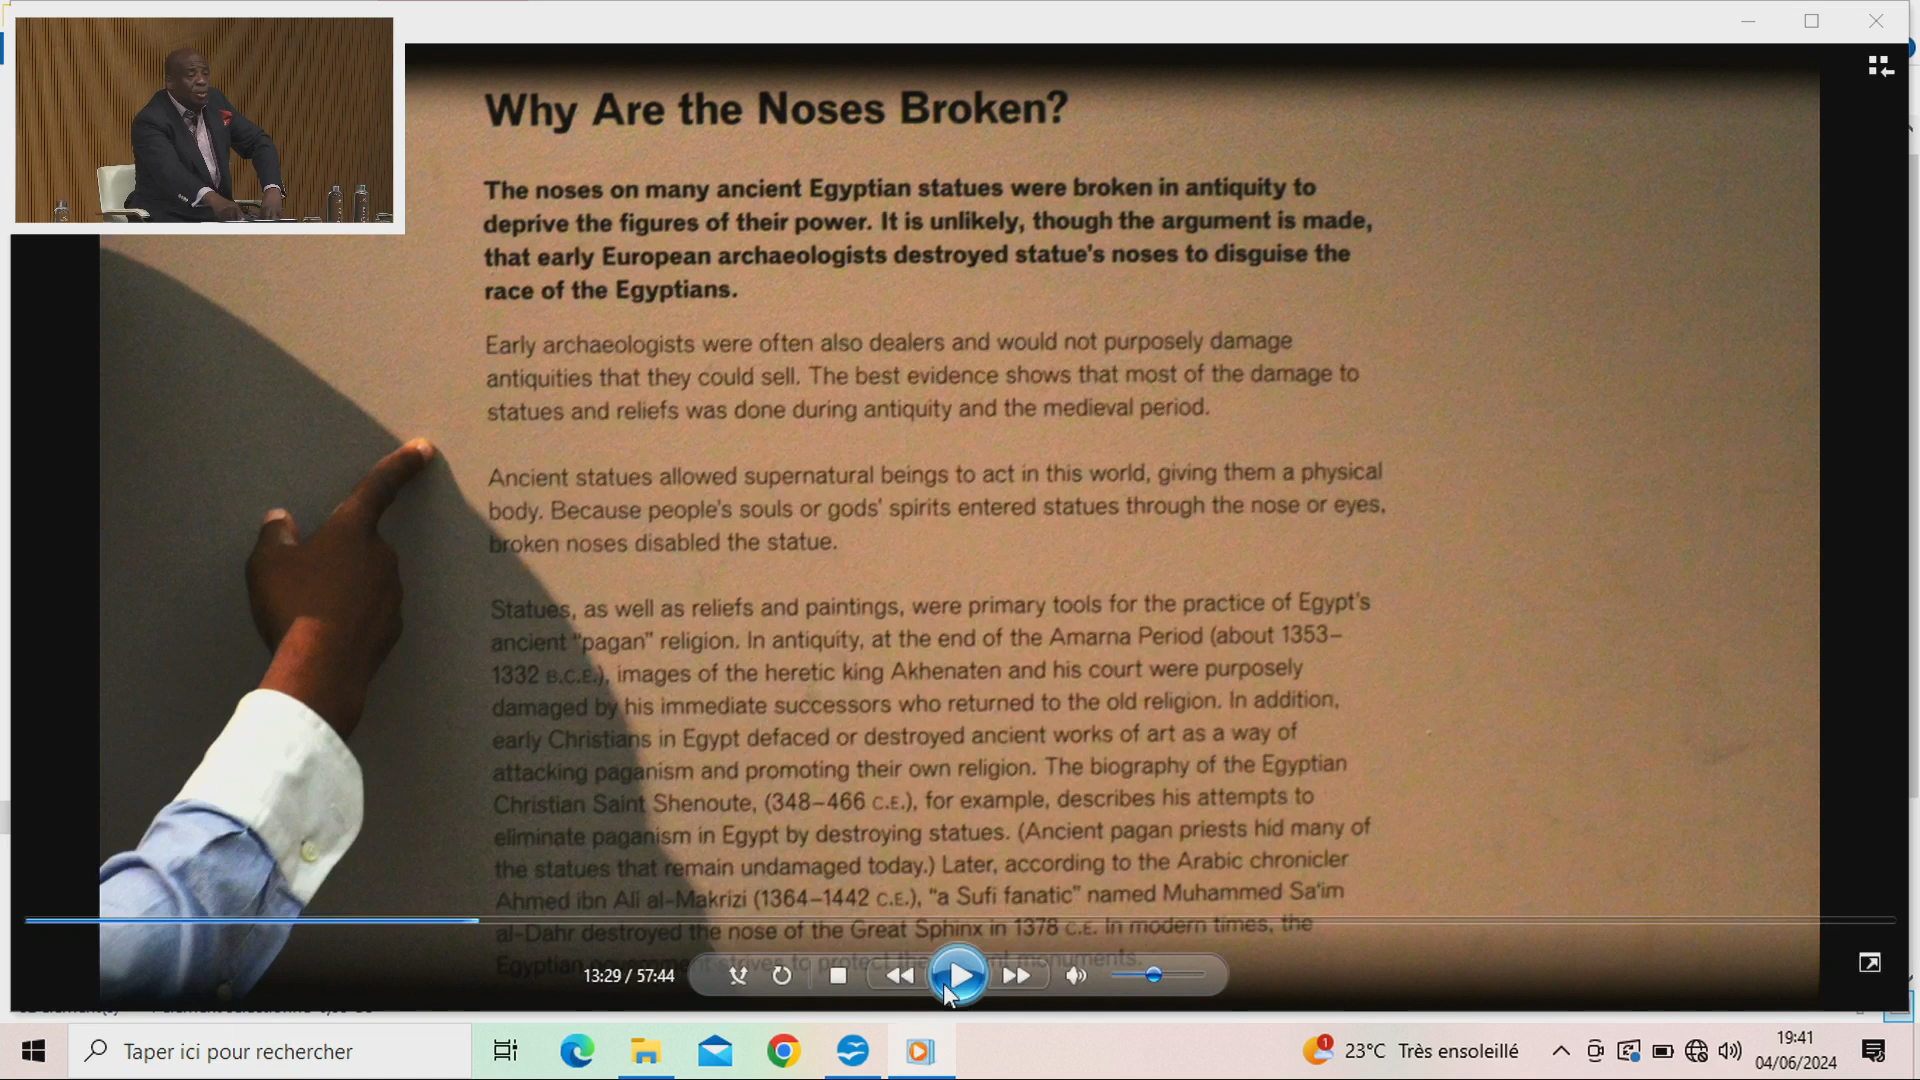 Why Are the Noses Broken?
The noses on many ancient Egyptian statues were broken in antiquity to
deprive the figures of their power. It is unlikely, though the argument is made,
that early European archaeologists destroyed statue's noses to disguise the
race of the Egyptians.
Early archaeologists were often also dealers and would not purposely damage
antiquities that they could sell. The best evidence shows that most of the damage to
statues and reliefs was done during antiquity and the medieval period.
Ancient statues allowed supernatural beings to act in this world, giving them a physical
body. Because people's souls or gods' spirits entered statues through the nose or eyes,
broken noses disabled the statue.
Statues, as well as reliefs and paintings, were primary tools for the practice of Egypt's
ancient "pagan" religion. In antiquity, at the end of the Amarna Period (about 1353–
1332 B.C.E.), images of the heretic king Akhenaten and his court were purposely
damaged by his immediate successors who returned to the old religion. In addition,
early Christians in Egypt defaced or destroyed ancient works of art as a way of
attacking paganism and promoting their own religion. The biography of the Egyptian
Christian Saint Shenoute, (348–466 C.E.), for example, describes his attempts to
eliminate paganism in Egypt by destroying statues. (Ancient pagan priests hid many of
the statues that remain undamaged today.) Later, according to the Arabic chronicler
Ahmed ibn Ali al-Makrizi (1364–1442 C.E.), "a Sufi fanatic" named Muhammed Sa'im
al-Dahr destroyed the nose of the Great Sphinx in 1378 C.E. In modern times, the
Egyptian strives to protect monuments.
13:29 / 57:44
Taper ici pour rechercher
1
23°C Très ensoleillé
19:41
04/06/2024